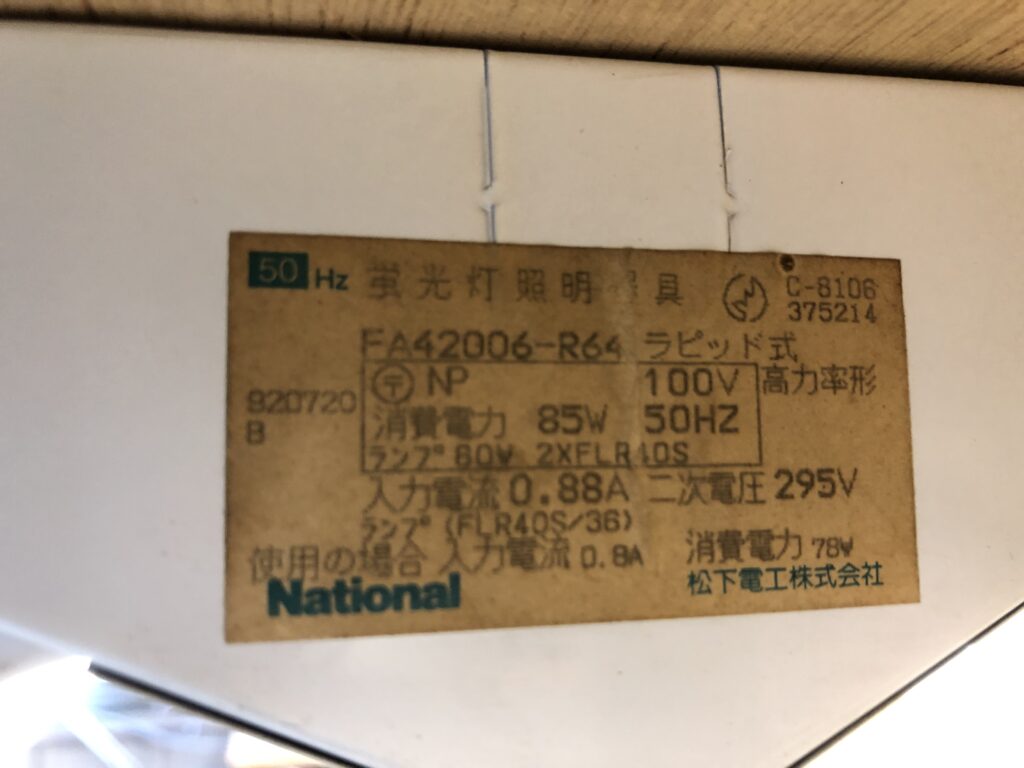 50 Hz 蛍光灯照明器具
C-8106
375214
FA42006-R64 ラピッド式
〒 NP 100V 高力率形
920720
B
消費電力 85W 50HZ
ランプ 80W 2XFLR40S
入力電流 0.88A 二次電圧 295V
ランプ (FLR40S/36)
使用の場合 入力電流 0.8A 消費電力 78W
National 松下電工株式会社